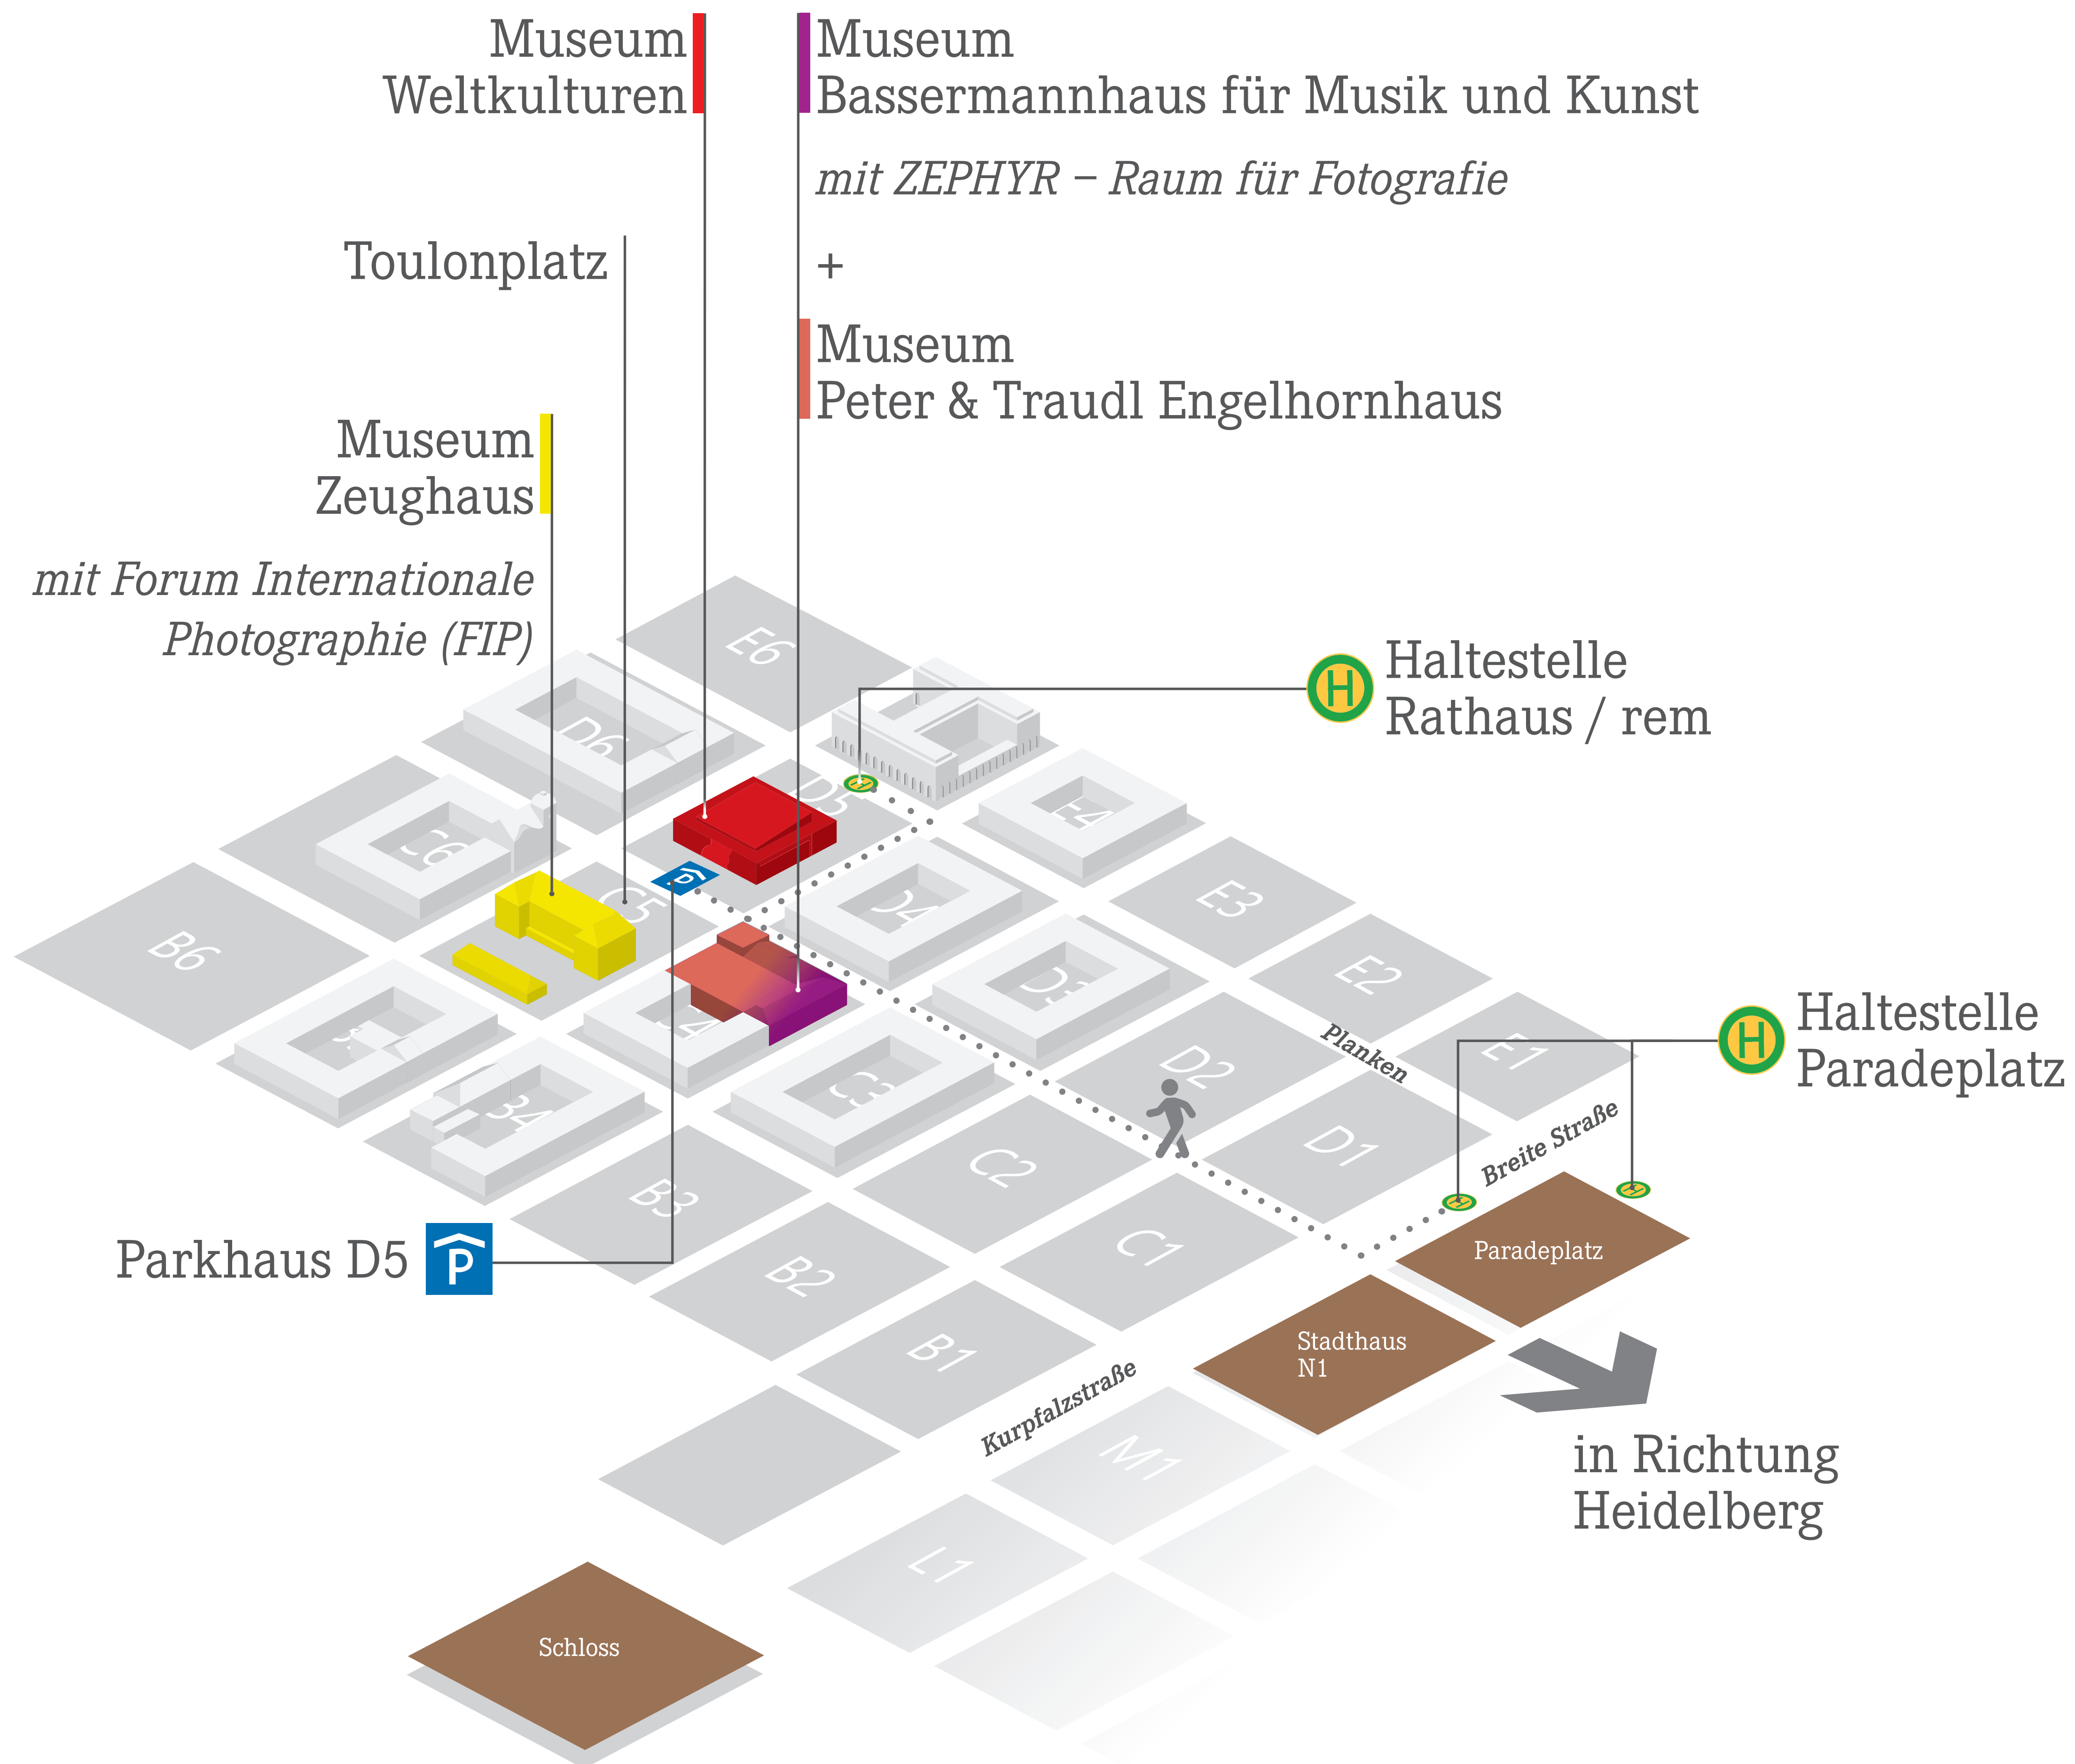 Museum
Weltkulturen
Museum
Bassermannhaus für Musik und Kunst
mit ZEPHYR – Raum für Fotografie
+
Museum
Peter & Traudl Engelhornhaus
Toulonplatz
Museum
Zeughaus
mit Forum Internationale
Photographie (FIP)
H
Haltestelle
Rathaus / rem
H
Haltestelle
Paradeplatz
Parkhaus D5
P
E6
D6
D5
H
E4
C6
D4
E3
C5
P
B6
D3
E2
E1
Planken
D2
C4
C3
B4
D1
Breite Straße
C2
B3
H
H
C1
Paradeplatz
B2
Stadthaus
N1
B1
Kurpfalzstraße
M1
in Richtung
Heidelberg
L1
Schloss